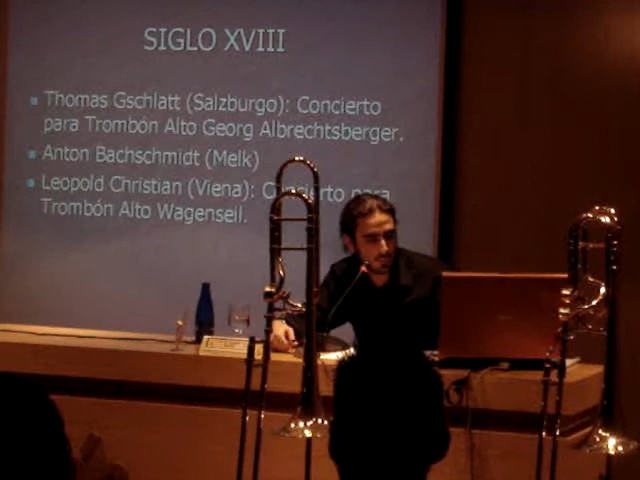 SIGLO XVIII
Thomas Gschlatt (Salzburgo): Concierto
para Trombón Alto Georg Albrechtsberger.
Anton Bachschmidt (Melk)
Leopold Christian (Viena): Concierto para
Trombón Alto Wagenseil.